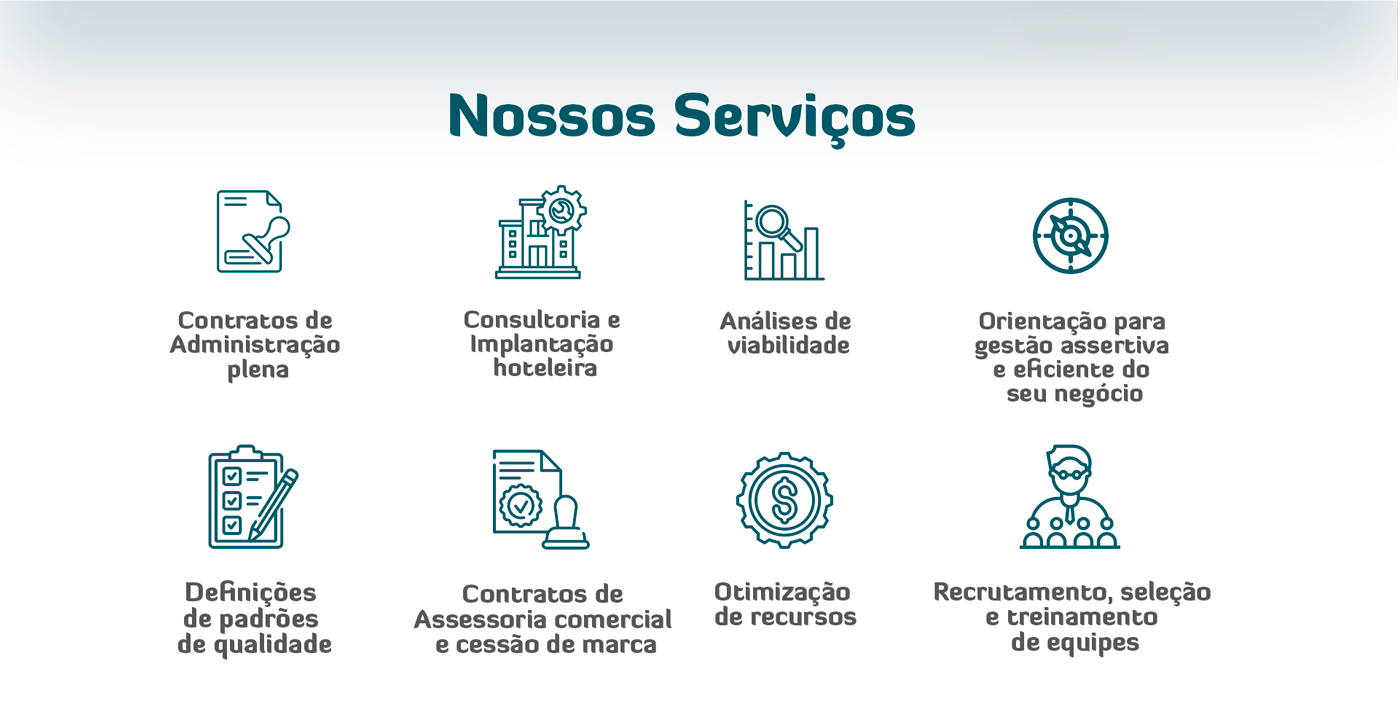 Nossos Serviços
Contratos de
Administração
plena
Consultoria e
Implantação
hoteleira
Análises de
viabilidade
Orientação para
gestão assertiva
e eficiente do
seu negócio
Definições
de padrões
de qualidade
Contratos de
Assessoria comercial
e cessão de marca
Otimização
de recursos
Recrutamento, seleção
e treinamento
de equipes